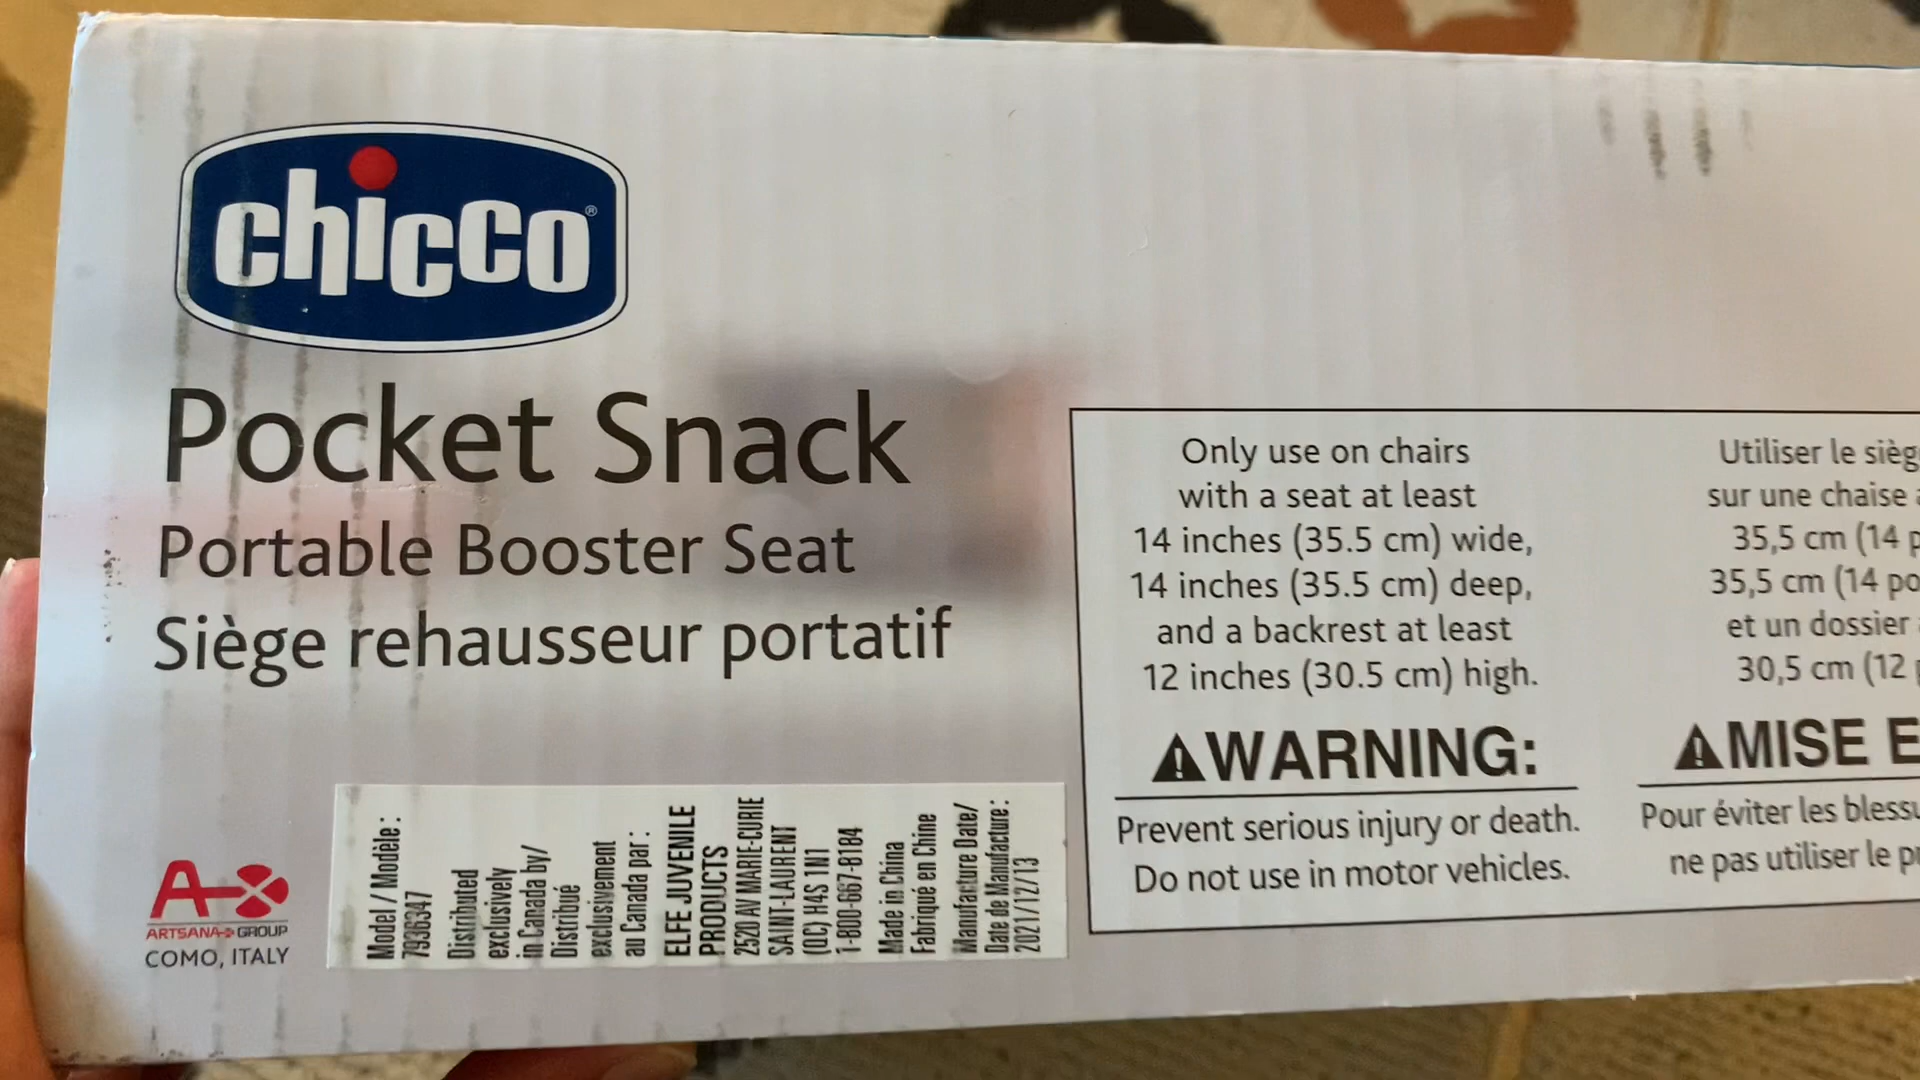 chicco®
Pocket Snack
Portable Booster Seat
Siège rehausseur portatif
Only use on chairs
with a seat at least
14 inches (35.5 cm) wide,
14 inches (35.5 cm) deep,
and a backrest at least
12 inches (30.5 cm) high.
WARNING:
Prevent serious injury or death.
Do not use in motor vehicles.
Utiliser le sièg
sur une chaise
35,5 cm (14 p
35,5 cm (14 po
et un dossier
30,5 cm (12
MISE E
Pour éviter les blessu
ne pas utiliser le pr
ARTSANA GROUP
COMO, ITALY
Model / Modèle :
7936347
Distributed
exclusively
in Canada by/
Distribué
exclusivement
au Canada par :
ELFE JUVENILE
PRODUCTS
2520 AV MARIE-CURIE
SAINT-LAURENT
(QC) H4S 1N1
1-800-667-8184
Made in China
Fabriqué en Chine
Manufacture Date/
Date de Manufacture:
2021/12/13